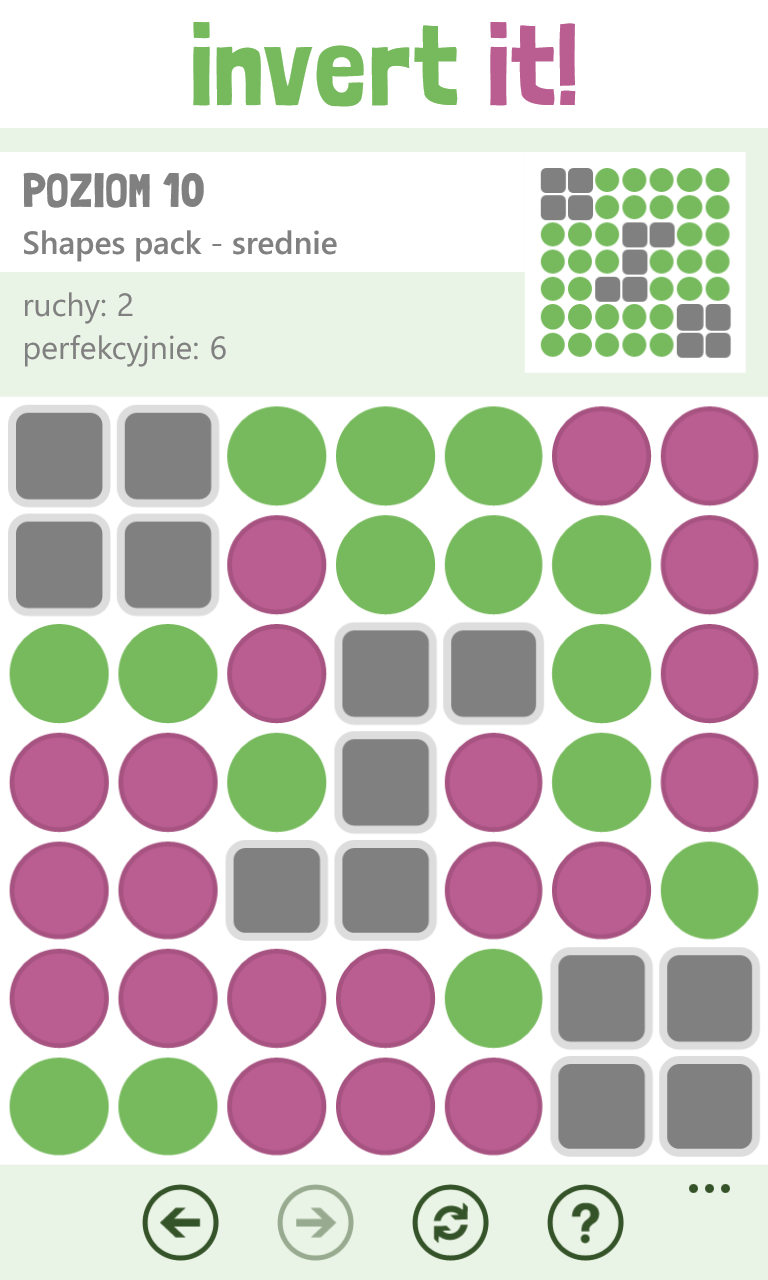 invert it!
POZIOM 10
Shapes pack - srednie
ruchy: 2
perfekcyjnie: 6
?